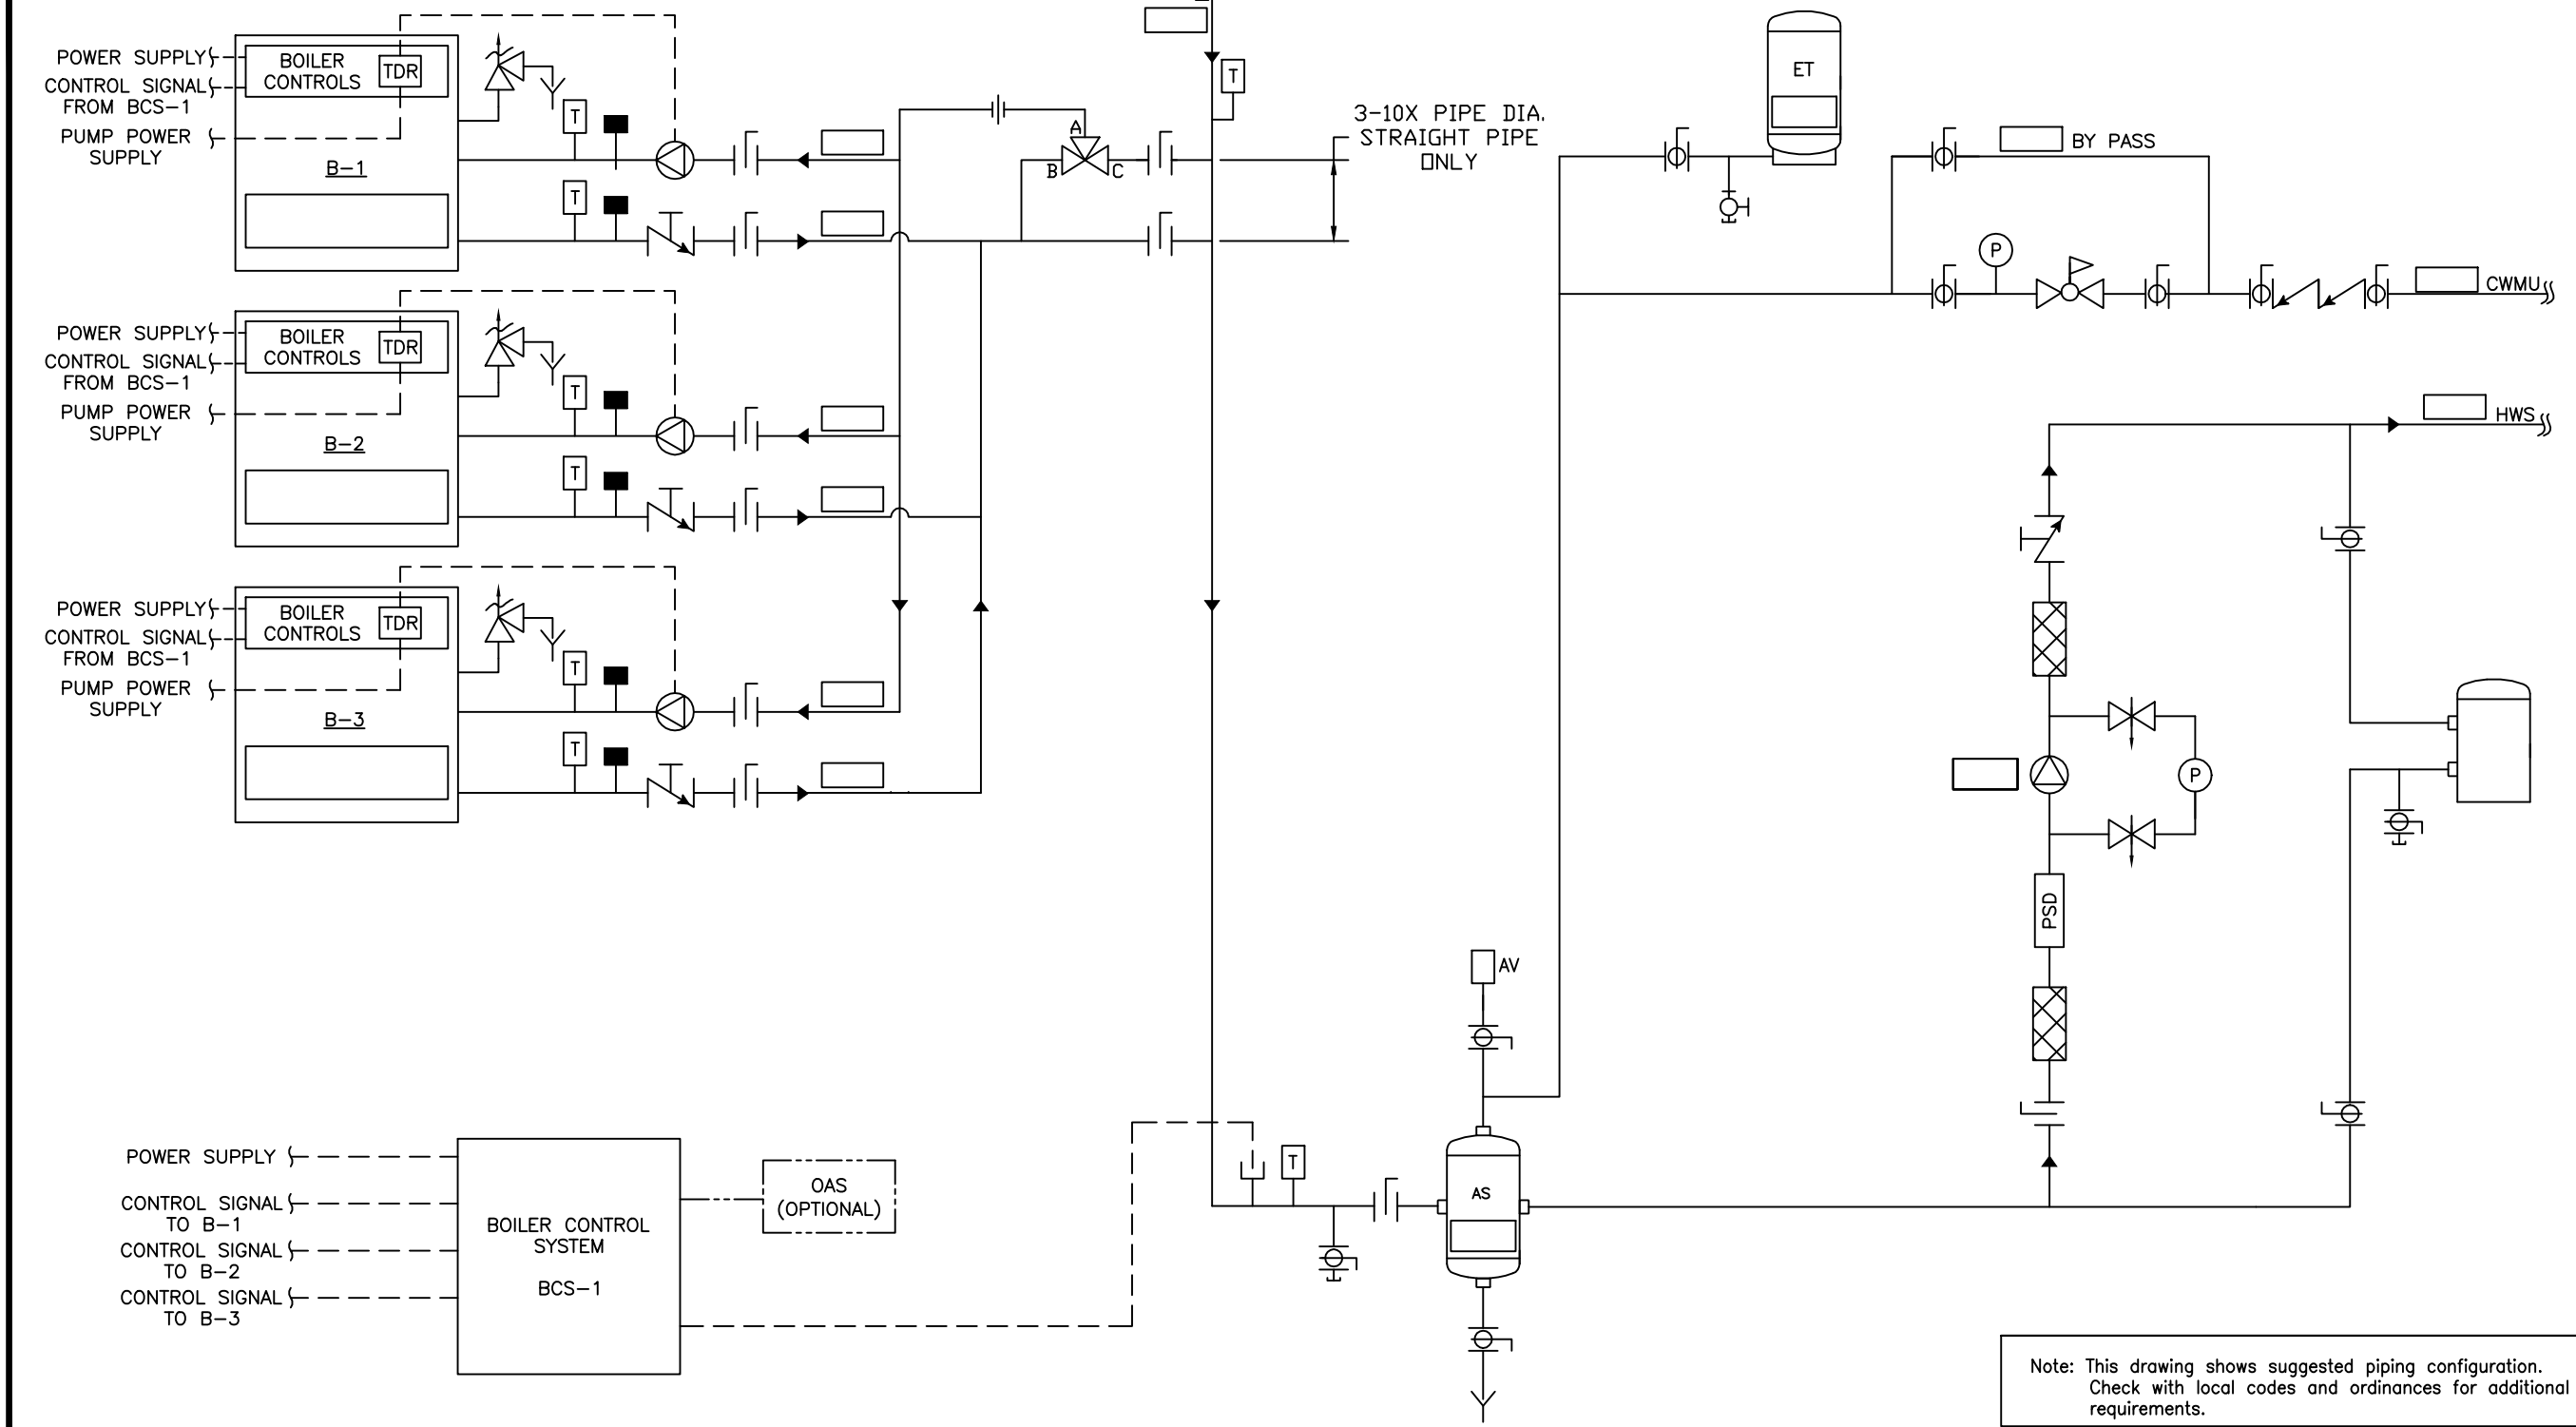 POWER SUPPLY
CONTROL SIGNAL
FROM BCS-1
PUMP POWER
SUPPLY
BOILER
CONTROLS
TDR
B-1
T
T
A
B
C
T
3-10X PIPE DIA.
STRAIGHT PIPE
ONLY
ET
BY PASS
P
CWMU
POWER SUPPLY
CONTROL SIGNAL
FROM BCS-1
PUMP POWER
SUPPLY
BOILER
CONTROLS
TDR
B-2
T
T
HWS
POWER SUPPLY
CONTROL SIGNAL
FROM BCS-1
PUMP POWER
SUPPLY
BOILER
CONTROLS
TDR
B-3
T
T
P
PSD
AV
POWER SUPPLY
CONTROL SIGNAL
TO B-1
CONTROL SIGNAL
TO B-2
CONTROL SIGNAL
TO B-3
BOILER CONTROL
SYSTEM
BCS-1
OAS
(OPTIONAL)
T
AS
Note: This drawing shows suggested piping configuration.
Check with local codes and ordinances for additional
requirements.